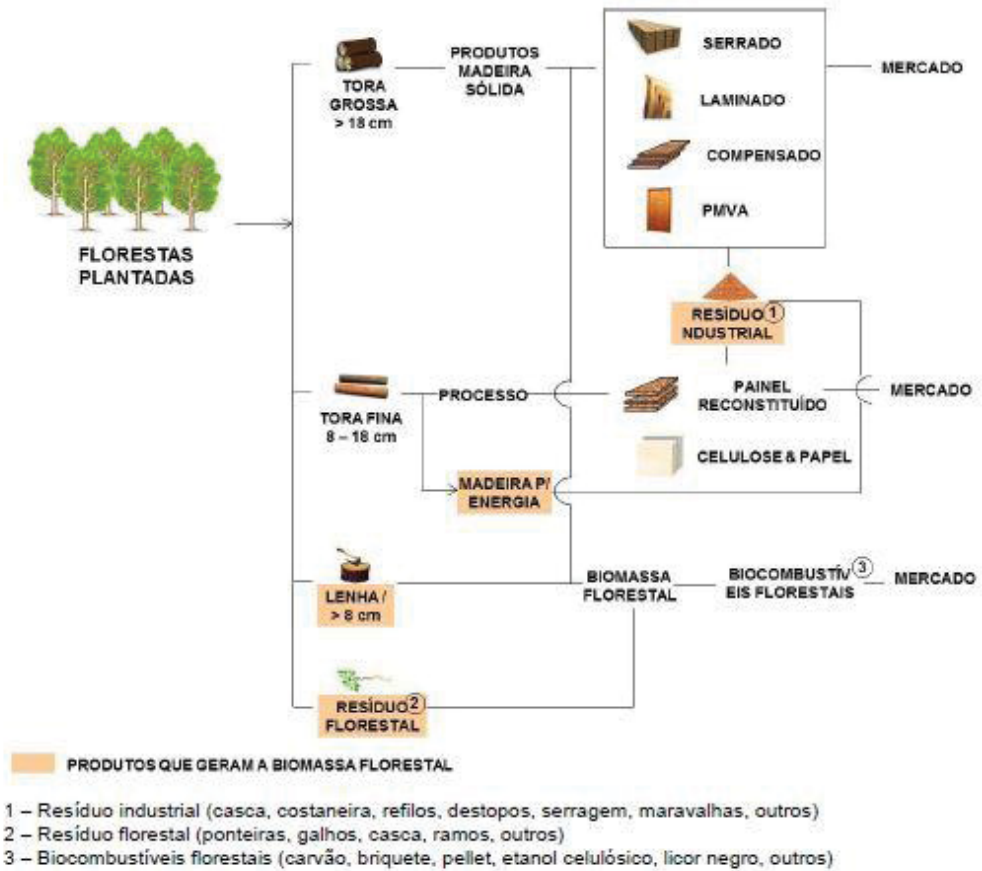 TORA
GROSSA
> 18 cm
PRODUTOS
MADEIRA
SÓLIDA
SERRADO
LAMINADO
COMPENSADO
PMVA
MERCADO
FLORESTAS
PLANTADAS
RESÍDUO 1
NDUSTRIAL
TORA FINA
8 – 18 cm
PROCESSO
PAINEL
RECONSTITUÍDO
MERCADO
CELULOSE & PAPEL
MADEIRA P/
ENERGIA
LENHA /
> 8 cm
BIOMASSA
FLORESTAL
BIOCOMBUSTÍV 3
EIS FLORESTAIS
MERCADO
RESÍDUO 2
FLORESTAL
PRODUTOS QUE GERAM A BIOMASSA FLORESTAL
1 – Resíduo industrial (casca, costaneira, refilos, destopos, serragem, maravalhas, outros)
2 – Resíduo florestal (ponteiras, galhos, casca, ramos, outros)
3 – Biocombustíveis florestais (carvão, briquete, pellet, etanol celulósico, licor negro, outros)